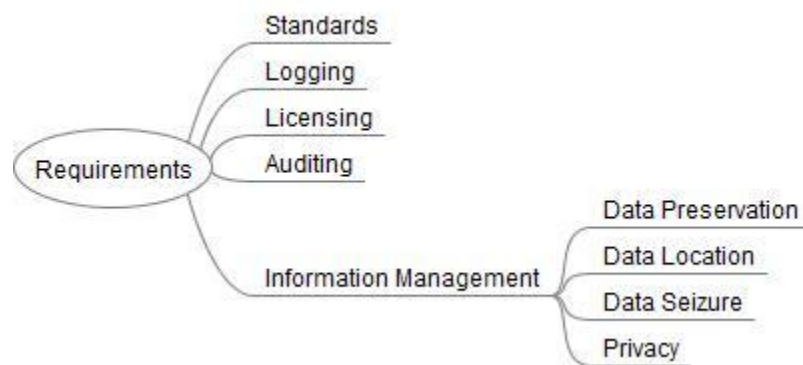 Standards
Logging
Licensing
Auditing
Requirements
Information Management
Data Preservation
Data Location
Data Seizure
Privacy